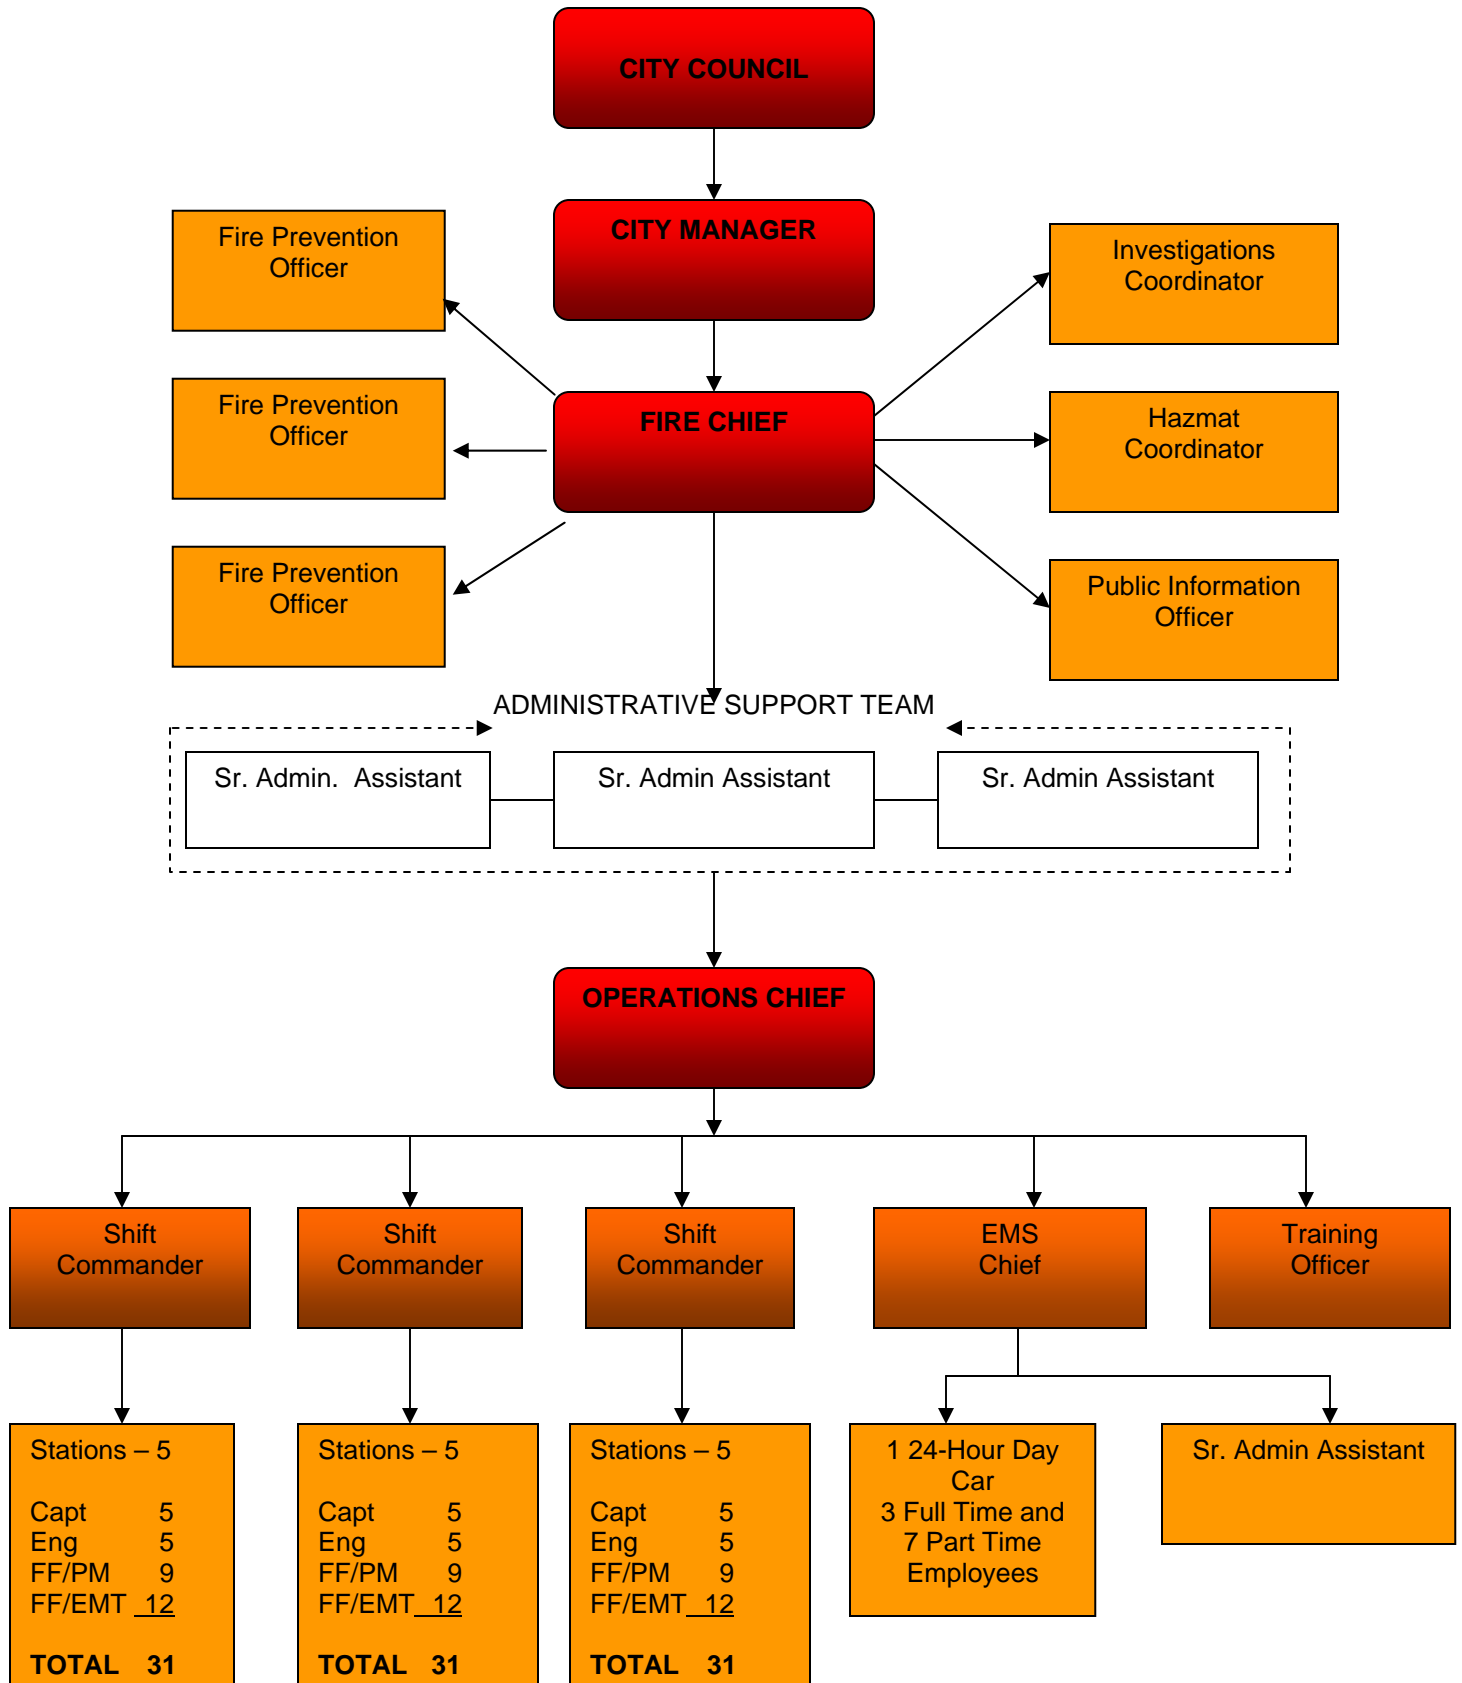 CITY COUNCIL
CITY MANAGER
Fire Prevention
Officer
Investigations
Coordinator
Fire Prevention
Officer
FIRE CHIEF
Hazmat
Coordinator
Fire Prevention
Officer
Public Information
Officer
ADMINISTRATIVE SUPPORT TEAM
Sr. Admin.  Assistant
Sr. Admin Assistant
Sr. Admin Assistant
OPERATIONS CHIEF
Shift
Commander
Shift
Commander
Shift
Commander
EMS
Chief
Training
Officer
Stations – 5
Capt 5
Eng 5
FF/PM 9
FF/EMT 12
TOTAL 31
Stations – 5
Capt 5
Eng 5
FF/PM 9
FF/EMT 12
TOTAL 31
Stations – 5
Capt 5
Eng 5
FF/PM 9
FF/EMT 12
TOTAL 31
1 24-Hour Day
Car
3 Full Time and
7 Part Time
Employees
Sr. Admin Assistant